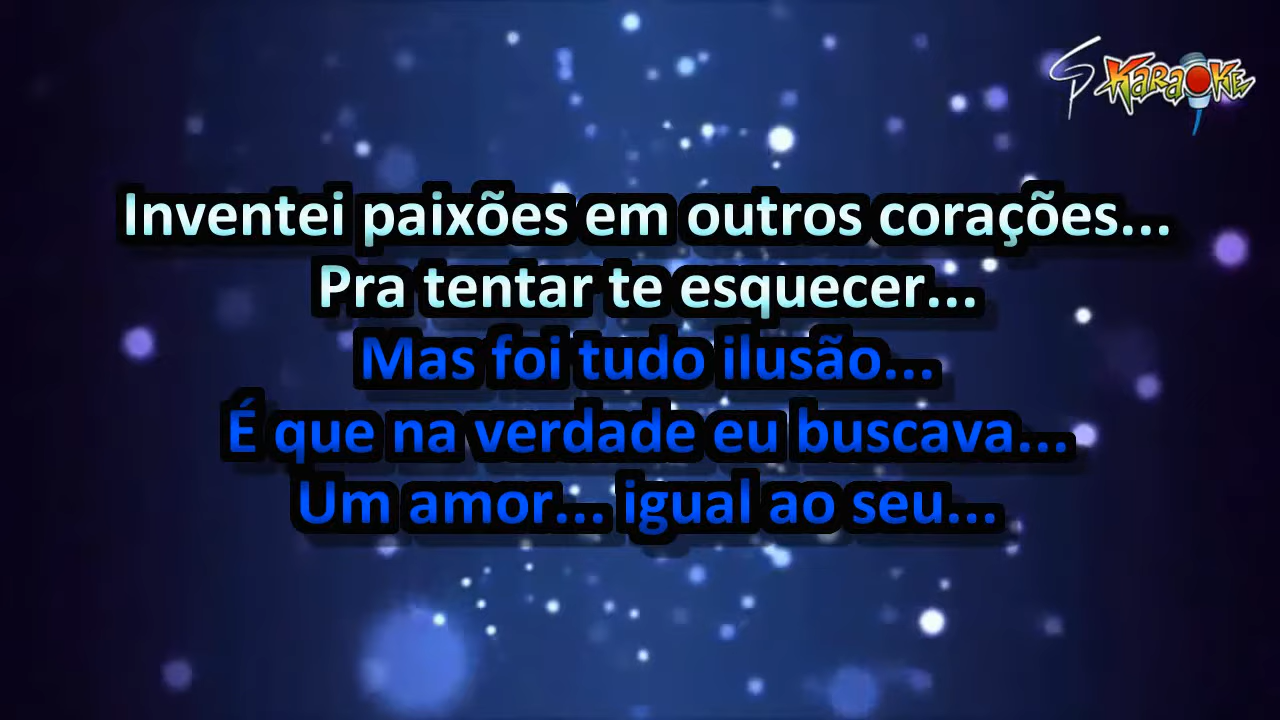 SP KARAOKE
Inventei paixões em outros corações...
Pra tentar te esquecer...
Mas foi tudo ilusão...
É que na verdade eu buscava...
Um amor... igual ao seu...